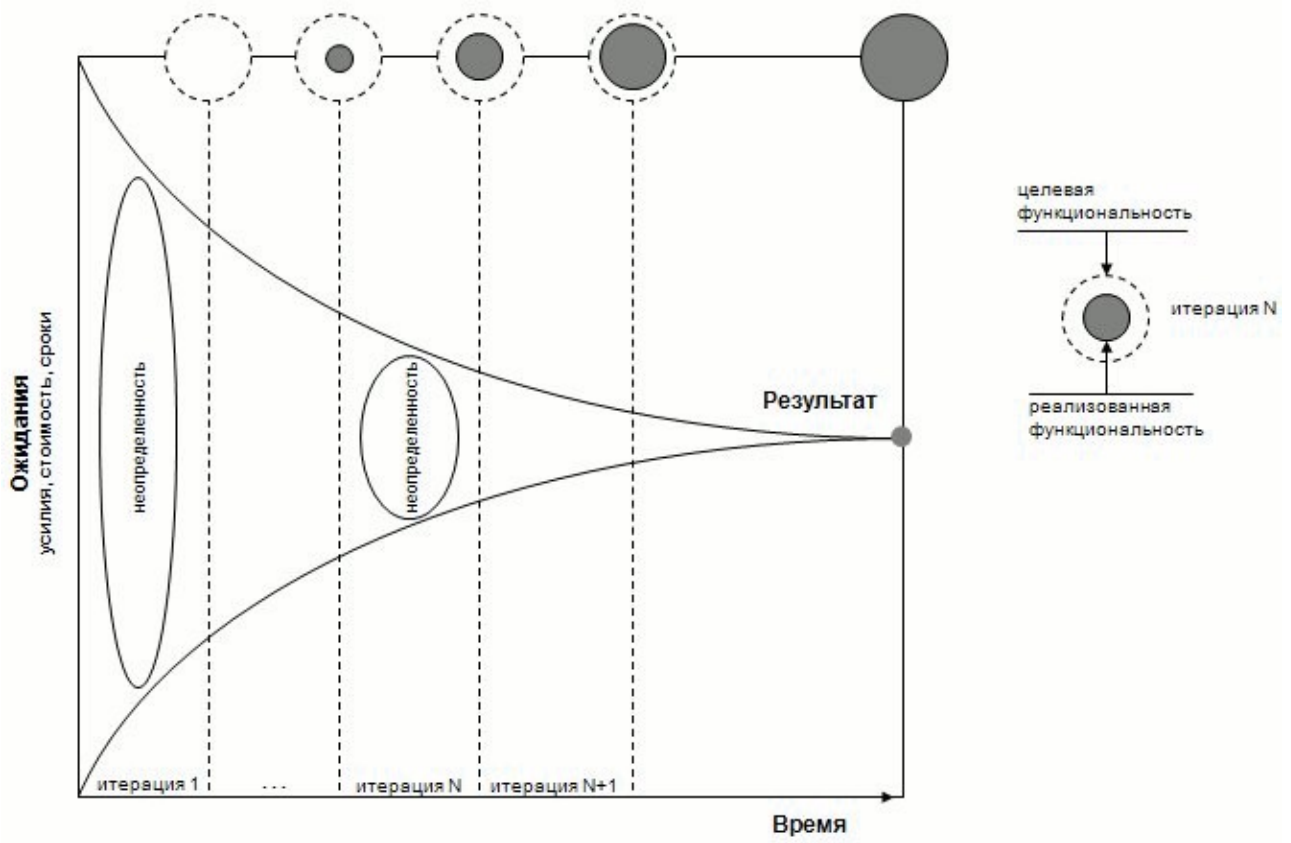 целевая
функциональность
итерация N
реализованная
функциональность
Ожидания
усилия, стоимость, сроки
неопределенность
неопределенность
Результат
итерация 1
...
итерация N
итерация N+1
Время